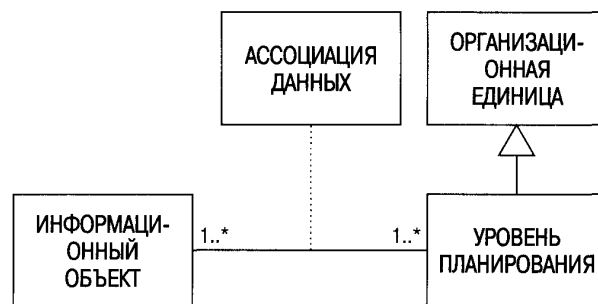 АССОЦИАЦИЯ
ДАННЫХ
ОРГАНИЗАЦИ-
ОННАЯ
ЕДИНИЦА
ИНФОРМАЦИ-
ОННЫЙ
ОБЪЕКТ
1..*
1..*
УРОВЕНЬ
ПЛАНИРОВАНИЯ